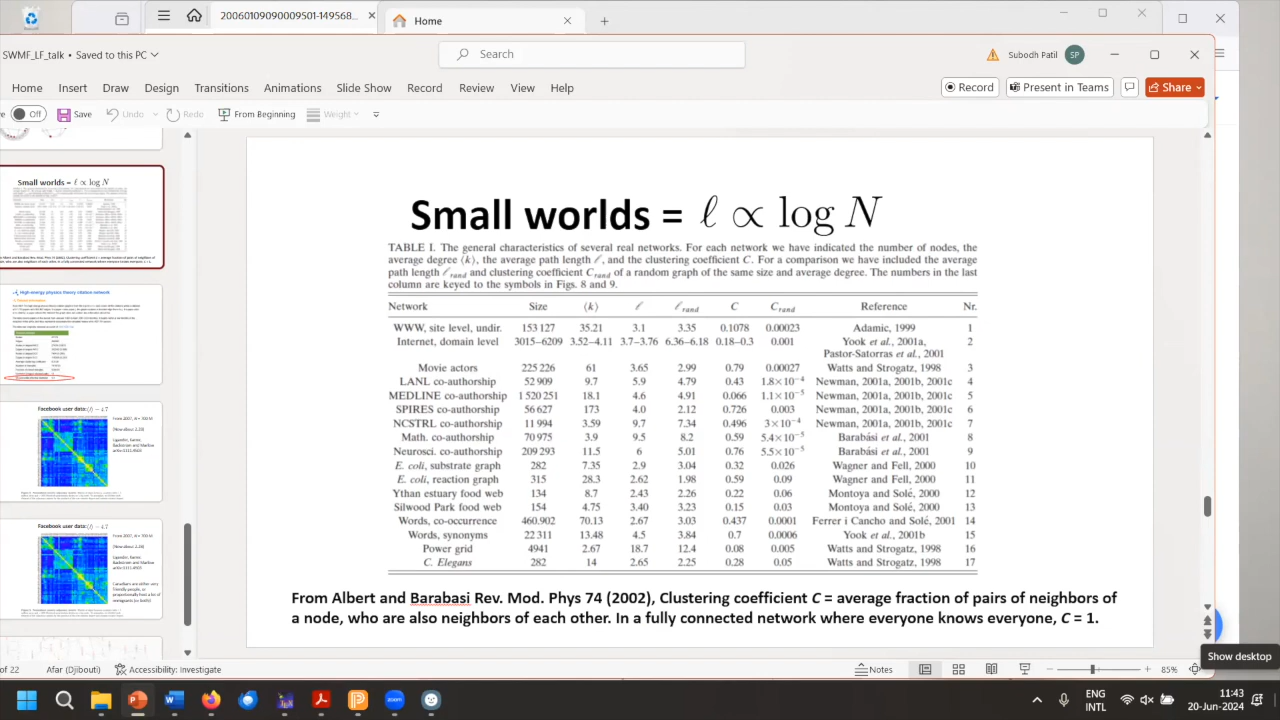 20060109090009501-149568...
Home
SWMF_LF_talk • Saved to this PC
Search
Subodh Patil
SP
Home Insert Draw Design Transitions Animations Slide Show Record View Help
Record
Present in Teams
Share
Off
Save
Undo
Redo
From Beginning
Weight
Small worlds = ℓ ∝ log N
High-energy physics theory citation network
Facebook user data:
Facebook user data:
Small worlds = ℓ ∝ log N
TABLE I. The general characteristics of several real networks. For each network we have indicated the number of nodes, the
average degree ⟨k⟩, the average path length ℓ, and the clustering coefficient C. For a comparison we have included the average
path length ℓrand and clustering coefficient Crand of a random graph of the same size and average degree. The numbers in the last
column are keyed to the symbols in Figs. 8 and 9.
Network Size ⟨k⟩ ℓ ℓrand C Crand Reference Nr.
WWW, site level, undir. 153 127 35.21 3.1 3.35 0.1078 0.00023 Adamic, 1999 1
Internet, domain level 3015–6209 3.52–4.11 3.7–3.76 6.36–6.18 0.18–0.3 0.001 Yook et al., 2001a, 2
Pastor-Satorras et al., 2001
Movie actors 225 226 61 3.65 2.99 0.79 0.00027 Watts and Strogatz, 1998 3
LANL co-authorship 52 909 9.7 5.9 4.79 0.43 1.8×10⁻⁴ Newman, 2001a, 2001b, 2001c 4
MEDLINE co-authorship 1 520 251 18.1 4.6 4.91 0.066 1.1×10⁻⁵ Newman, 2001a, 2001b, 2001c 5
SPIRES co-authorship 56 627 173 4.0 2.12 0.726 0.003 Newman, 2001a, 2001b, 2001c 6
NCSTRL co-authorship 11 994 3.59 9.7 7.34 0.496 Newman, 2001a, 2001b, 2001c 7
Math. co-authorship 70 975 3.9 9.5 8.2 0.59 Barabási et al., 2001 8
Neurosci. co-authorship 209 293 11.5 6 5.01 0.76 Barabási et al., 2001 9
E. coli, substrate graph 282 7.35 2.9 3.04 0.32 0.026 Wagner and Fell, 2000 10
E. coli, reaction graph 315 28.3 2.62 1.98 0.59 0.09 Wagner and Fell, 2000 11
Ythan estuary food web 134 8.7 2.43 2.26 0.22 0.06 Montoya and Solé, 2000 12
Silwood Park food web 154 4.75 3.40 3.23 0.15 0.03 Montoya and Solé, 2000 13
Words, co-occurrence 460.902 70.13 2.67 3.03 0.437 0.0001 Ferrer i Cancho and Solé, 2001 14
Words, synonyms 22 311 13.48 4.5 3.84 0.7 0.0006 Yook et al., 2001b 15
Power grid 4941 2.67 18.7 12.4 0.08 0.005 Watts and Strogatz, 1998 16
C. Elegans 282 14 2.65 2.25 0.28 0.05 Watts and Strogatz, 1998 17
From Albert and Barabasi Rev. Mod. Phys 74 (2002), Clustering coefficient C = average fraction of pairs of neighbors of
a node, who are also neighbors of each other. In a fully connected network where everyone knows everyone, C = 1.
of 22
Afar (Djibouti)
Accessibility: Investigate
Notes
85%
Show desktop
zoom
ENG
INTL
11:43
20-Jun-2024